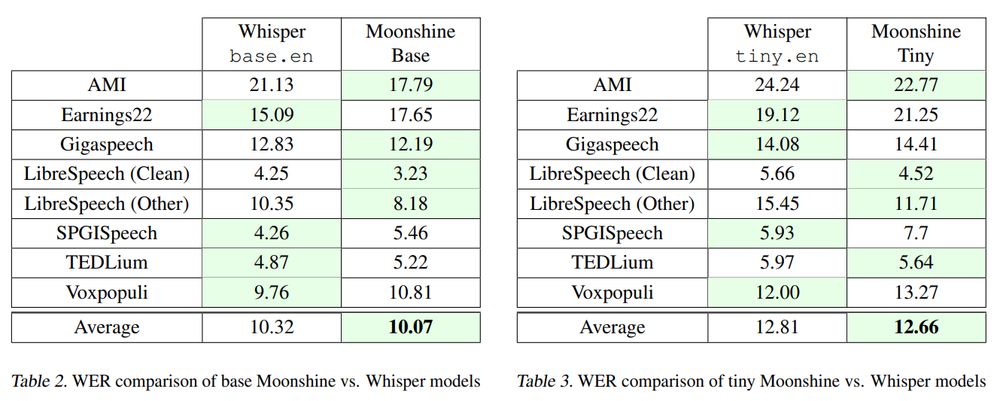 Whisper Moonshine
base.en Base
AMI 21.13 17.79
Earnings22 15.09 17.65
Gigaspeech 12.83 12.19
LibreSpeech (Clean) 4.25 3.23
LibreSpeech (Other) 10.35 8.18
SPGISpeech 4.26 5.46
TEDLium 4.87 5.22
Voxpopuli 9.76 10.81
Average 10.32 10.07
Table 2. WER comparison of base Moonshine vs. Whisper models
Whisper Moonshine
tiny.en Tiny
AMI 24.24 22.77
Earnings22 19.12 21.25
Gigaspeech 14.08 14.41
LibreSpeech (Clean) 5.66 4.52
LibreSpeech (Other) 15.45 11.71
SPGISpeech 5.93 7.7
TEDLium 5.97 5.64
Voxpopuli 12.00 13.27
Average 12.81 12.66
Table 3. WER comparison of tiny Moonshine vs. Whisper models